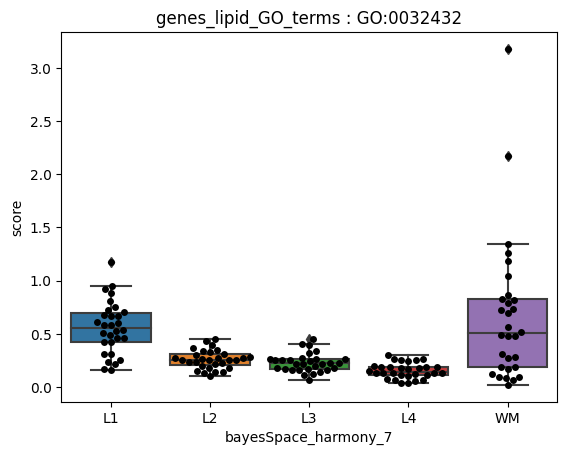 genes_lipid_GO_terms : GO:0032432
score
3.0
2.5
2.0
1.5
1.0
0.5
0.0
L1 L2 L3 L4 WM
bayesSpace_harmony_7